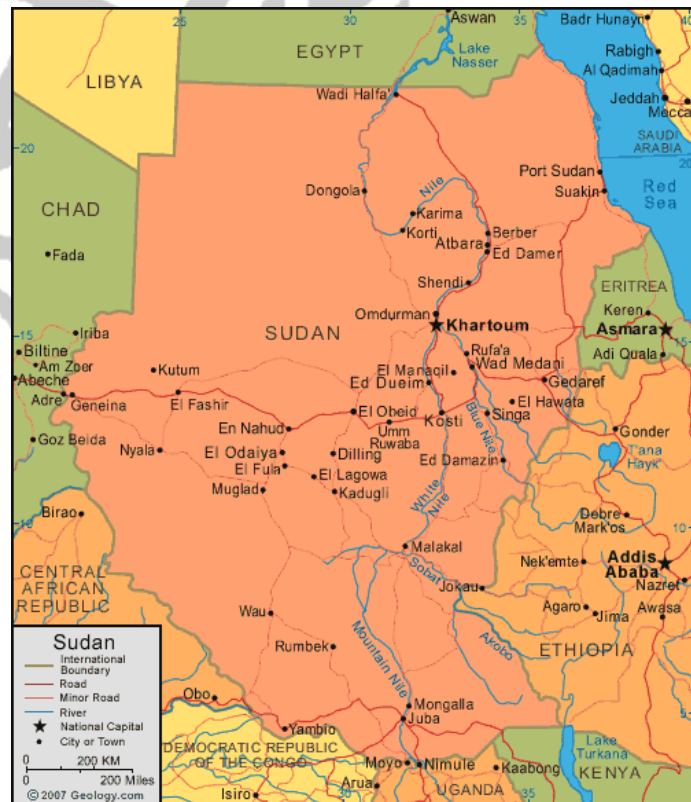 25
30
35
40
Aswan
Badr Hunayn
EGYPT
Lake
Nasser
Rabigh
Al Qadimah
LIBYA
Wadi Halfa'
Jeddah
Mecca
SAUDI
ARABIA
20
20
Port Sudan
Suakin
Red
Sea
Dongola
Nile
Karima
CHAD
Korti
Berber
Atbara
Ed Damer
Fada
Shendi
ERITREA
Omdurman
Keren
Khartoum
Asmara
SUDAN
15
Iriba
15
Biltine
Rufa'a
Adi Quala
Am Zoer
Kutum
El Manaqil
Wad Medani
Abeche
Ed Dueim
Gedaref
Adre
Geneina
El Fashir
El Hawata
El Obeid
Kosti
Singa
En Nahud
Umm
Ruwaba
Blue Nile
Gonder
Goz Beida
Nyala
El Odaiya
Dilling
T'ana
Hayk'
El Fula
Ed Damazin
El Lagowa
Muglad
Kadugli
White
Nile
Birao
10
Debre
Mark'os
10
Malakal
Addis
Ababa
CENTRAL
AFRICAN
REPUBLIC
Nek'emte
Sobat
Jokau
Nazret
Wau
Agaro
Jima
Awasa
Sudan
Mountain Nile
Akobo
Rumbek
ETHIOPIA
International
Boundary
Road
Minor Road
River
Obo
National Capital
Mongalla
5
City or Town
Juba
Yambio
Lake
Turkana
DEMOCRATIC REPUBLIC
OF THE CONGO
0
200 KM
Moyo
Nimule
Kaabong
KENYA
0
200 Miles
Arua
UGANDA
© 2007 Geology.com
Isiro
30
35